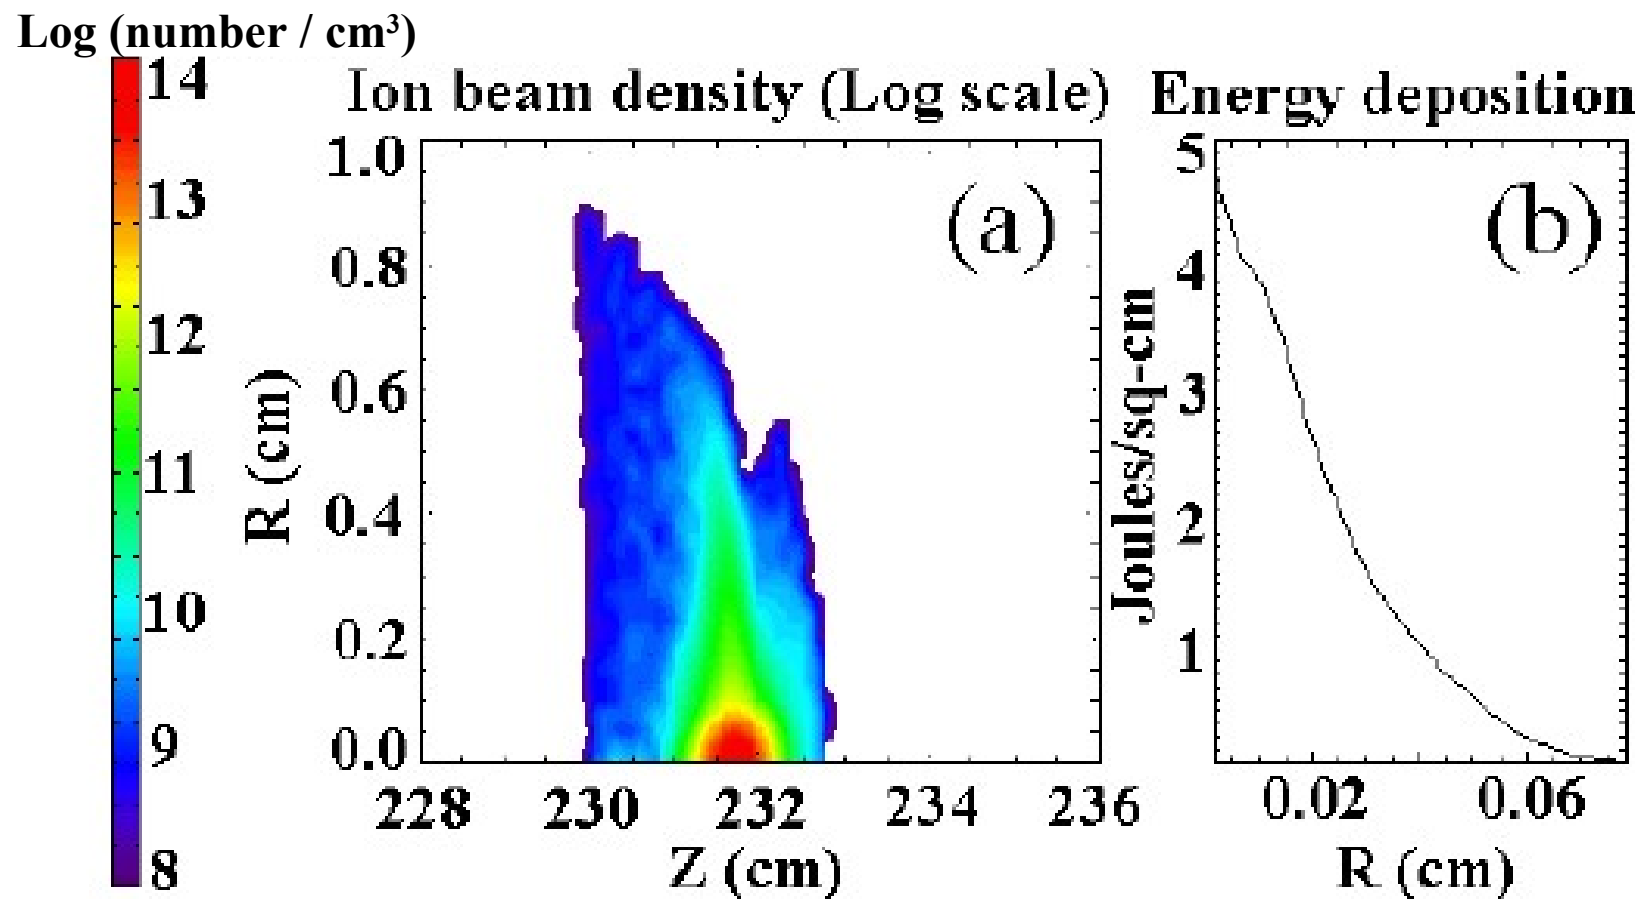 Log (number / cm³)
14
13
12
11
10
9
8
Ion beam density (Log scale)
(a)
1.0
0.8
0.6
0.4
0.2
0.0
R (cm)
228 230 232 234 236
Z (cm)
Energy deposition
(b)
5
4
3
2
1
Joules/sq-cm
0.02 0.06
R (cm)